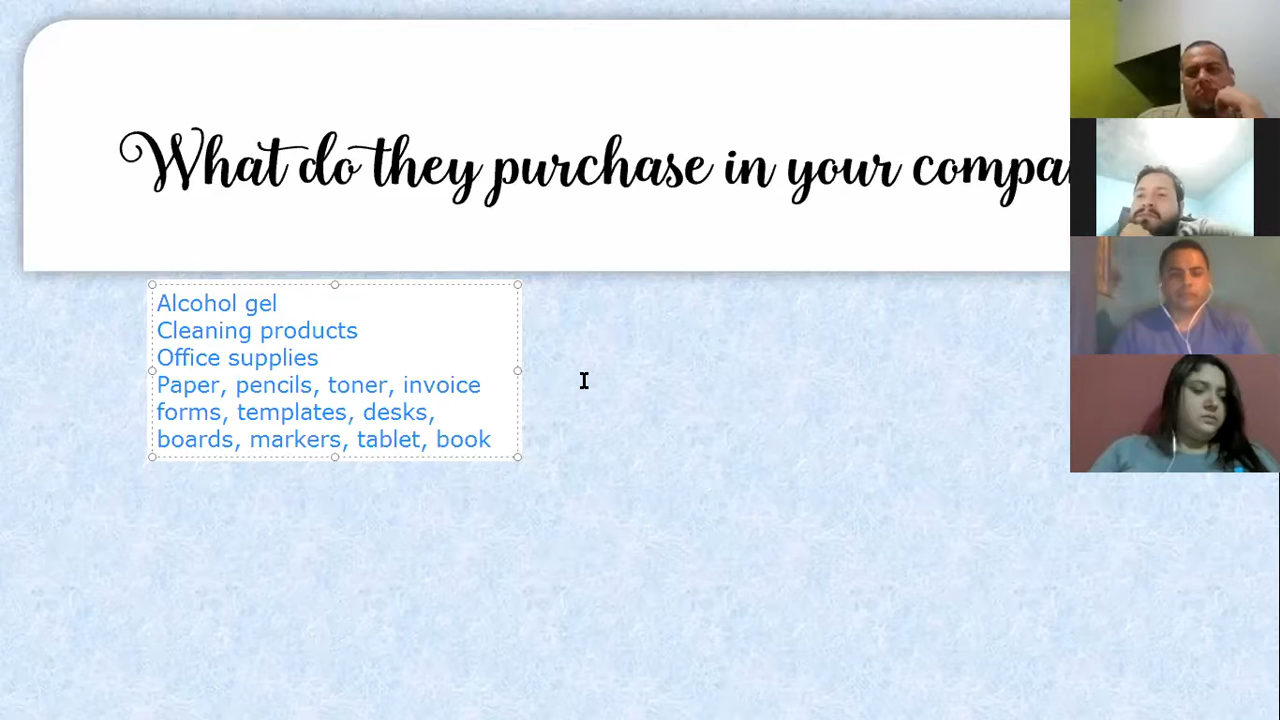 What do they purchase in your
Alcohol gel
Cleaning products
Office supplies
Paper, pencils, toner, invoice
forms, templates, desks,
boards, markers, tablet, book